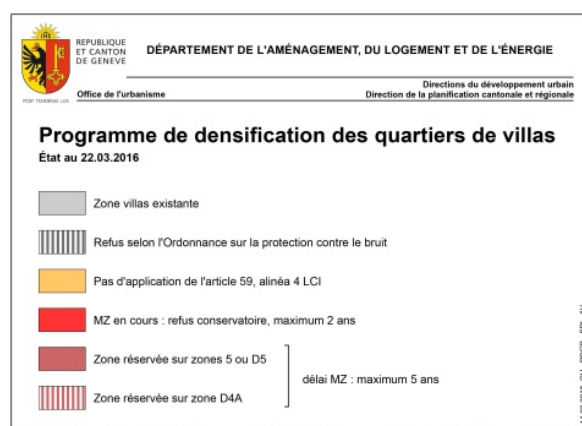 REPUBLIQUE
ET CANTON
DE GENEVE
POST TENEBRAS LUX
DÉPARTEMENT DE L'AMÉNAGEMENT, DU LOGEMENT ET DE L'ÉNERGIE
Office de l'urbanisme
Directions du développement urbain
Direction de la planification cantonale et régionale
Programme de densification des quartiers de villas
État au 22.03.2016
Zone villas existante
Refus selon l'Ordonnance sur la protection contre le bruit
Pas d'application de l'article 59, alinéa 4 LCI
MZ en cours : refus conservatoire, maximum 2 ans
Zone réservée sur zones 5 ou D5
délai MZ : maximum 5 ans
Zone réservée sur zone D4A